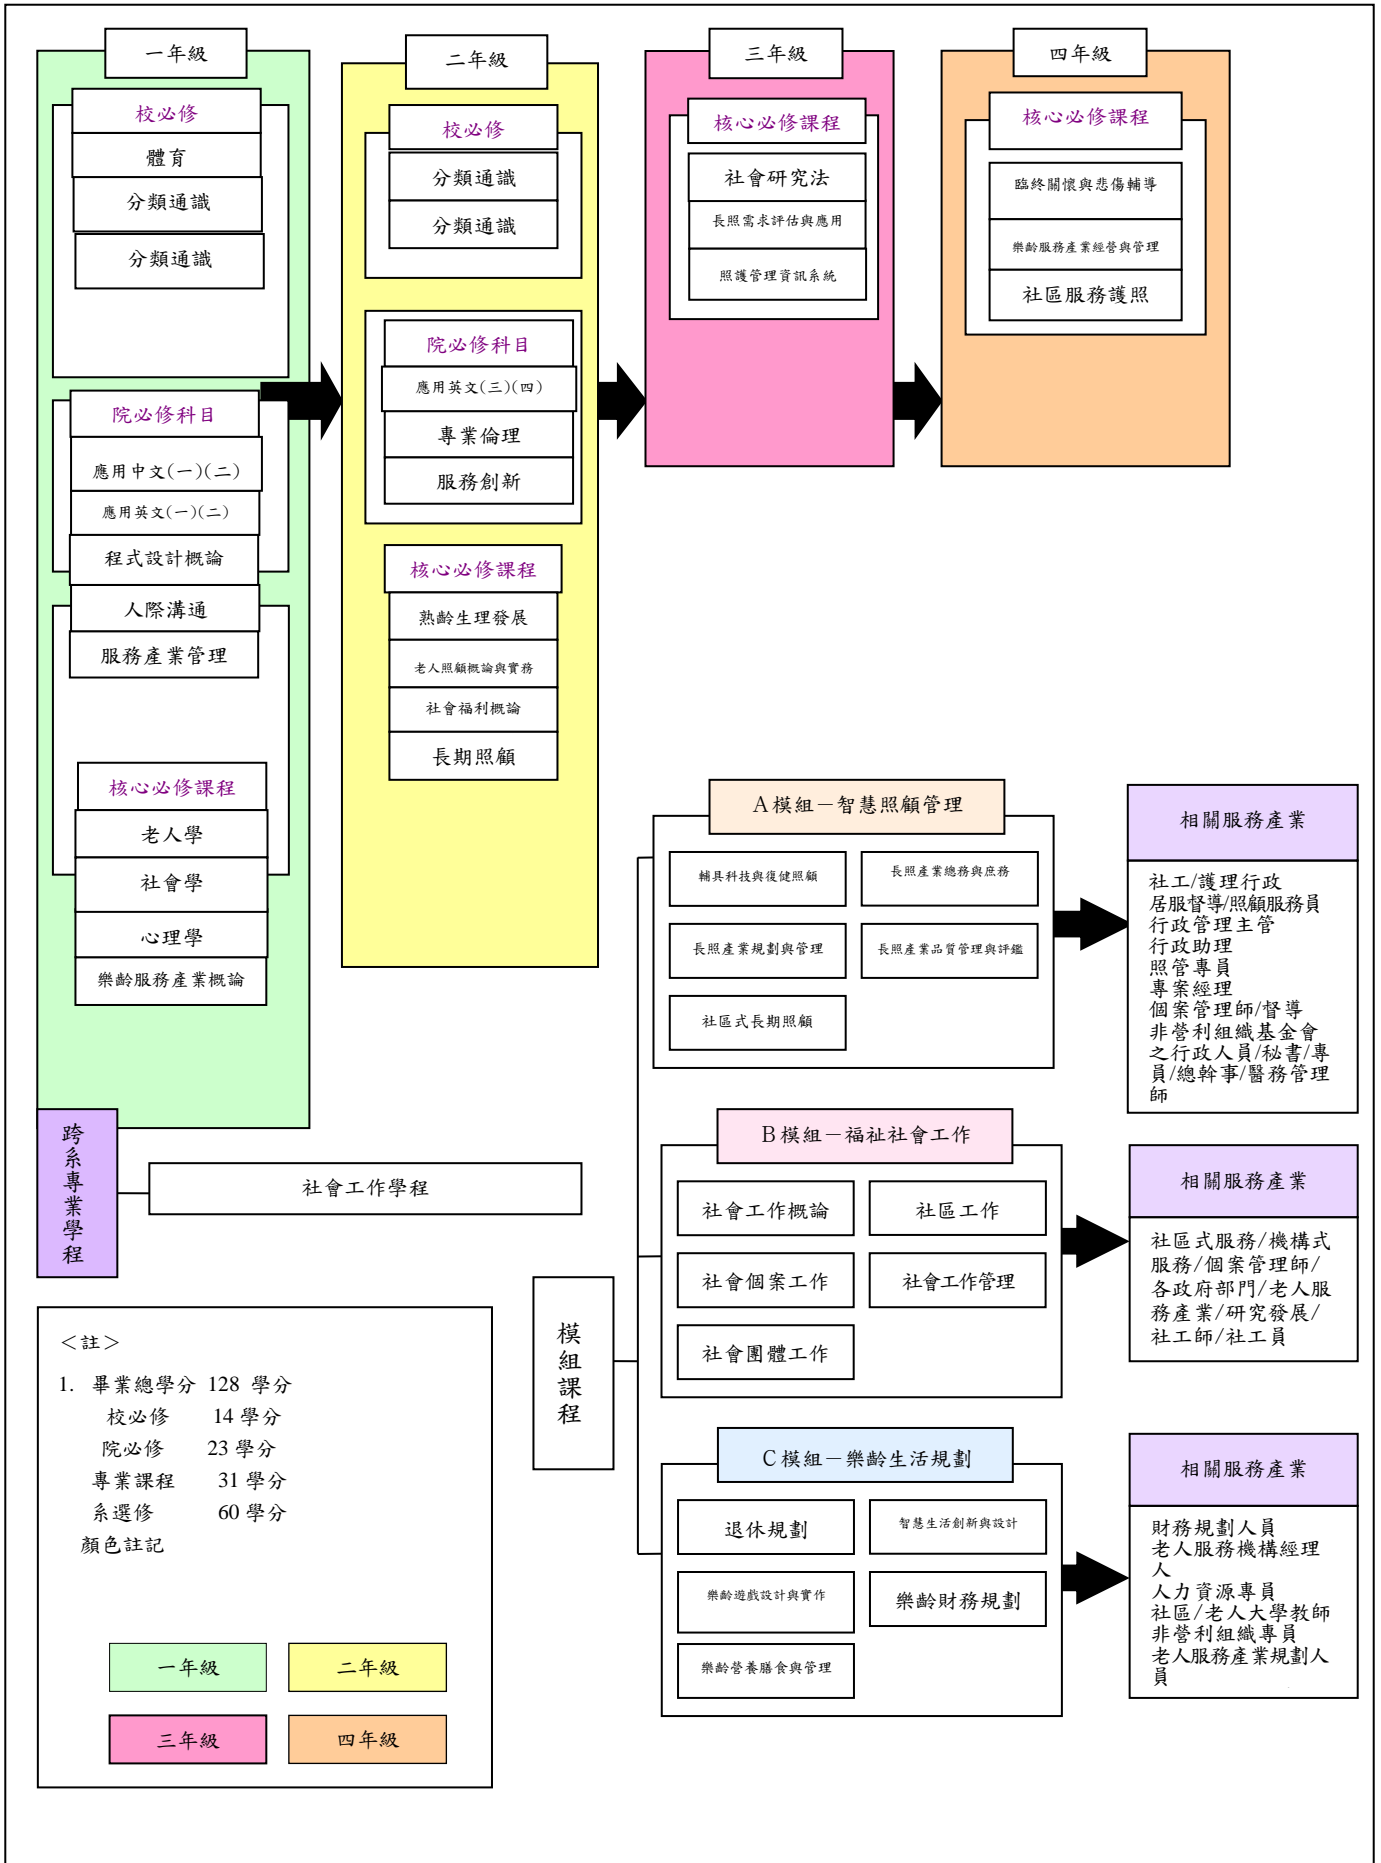 一年級
校必修
體育
分類通識
分類通識
院必修科目
應用中文(一)(二)
應用英文(一)(二)
程式設計概論
人際溝通
服務產業管理
核心必修課程
老人學
社會學
心理學
樂齡服務產業概論
二年級
校必修
分類通識
分類通識
院必修科目
應用英文(三)(四)
專業倫理
服務創新
核心必修課程
熟齡生理發展
老人照顧概論與實務
社會福利概論
長期照顧
三年級
核心必修課程
社會研究法
長照需求評估與應用
照護管理資訊系統
四年級
核心必修課程
臨終關懷與悲傷輔導
樂齡服務產業經營與管理
社區服務護照
跨系專業學程
社會工作學程
模組課程
A模組－智慧照顧管理
輔具科技與復健照顧
長照產業總務與庶務
長照產業規劃與管理
長照產業品質管理與評鑑
社區式長期照顧
相關服務產業
社工/護理行政
居服督導/照顧服務員
行政管理主管
行政助理
照管專員
專案經理
個案管理師/督導
非營利組織基金會
之行政人員/秘書/專
員/總幹事/醫務管理
師
B模組－福祉社會工作
社會工作概論
社區工作
社會個案工作
社會工作管理
社會團體工作
相關服務產業
社區式服務/機構式
服務/個案管理師/
各政府部門/老人服
務產業/研究發展/
社工師/社工員
C模組－樂齡生活規劃
退休規劃
智慧生活創新與設計
樂齡遊戲設計與實作
樂齡財務規劃
樂齡營養膳食與管理
相關服務產業
財務規劃人員
老人服務機構經理
人
人力資源專員
社區/老人大學教師
非營利組織專員
老人服務產業規劃人
員
＜註＞
1. 畢業總學分 128 學分
校必修 14 學分
院必修 23 學分
專業課程 31 學分
系選修 60 學分
顏色註記
一年級
二年級
三年級
四年級